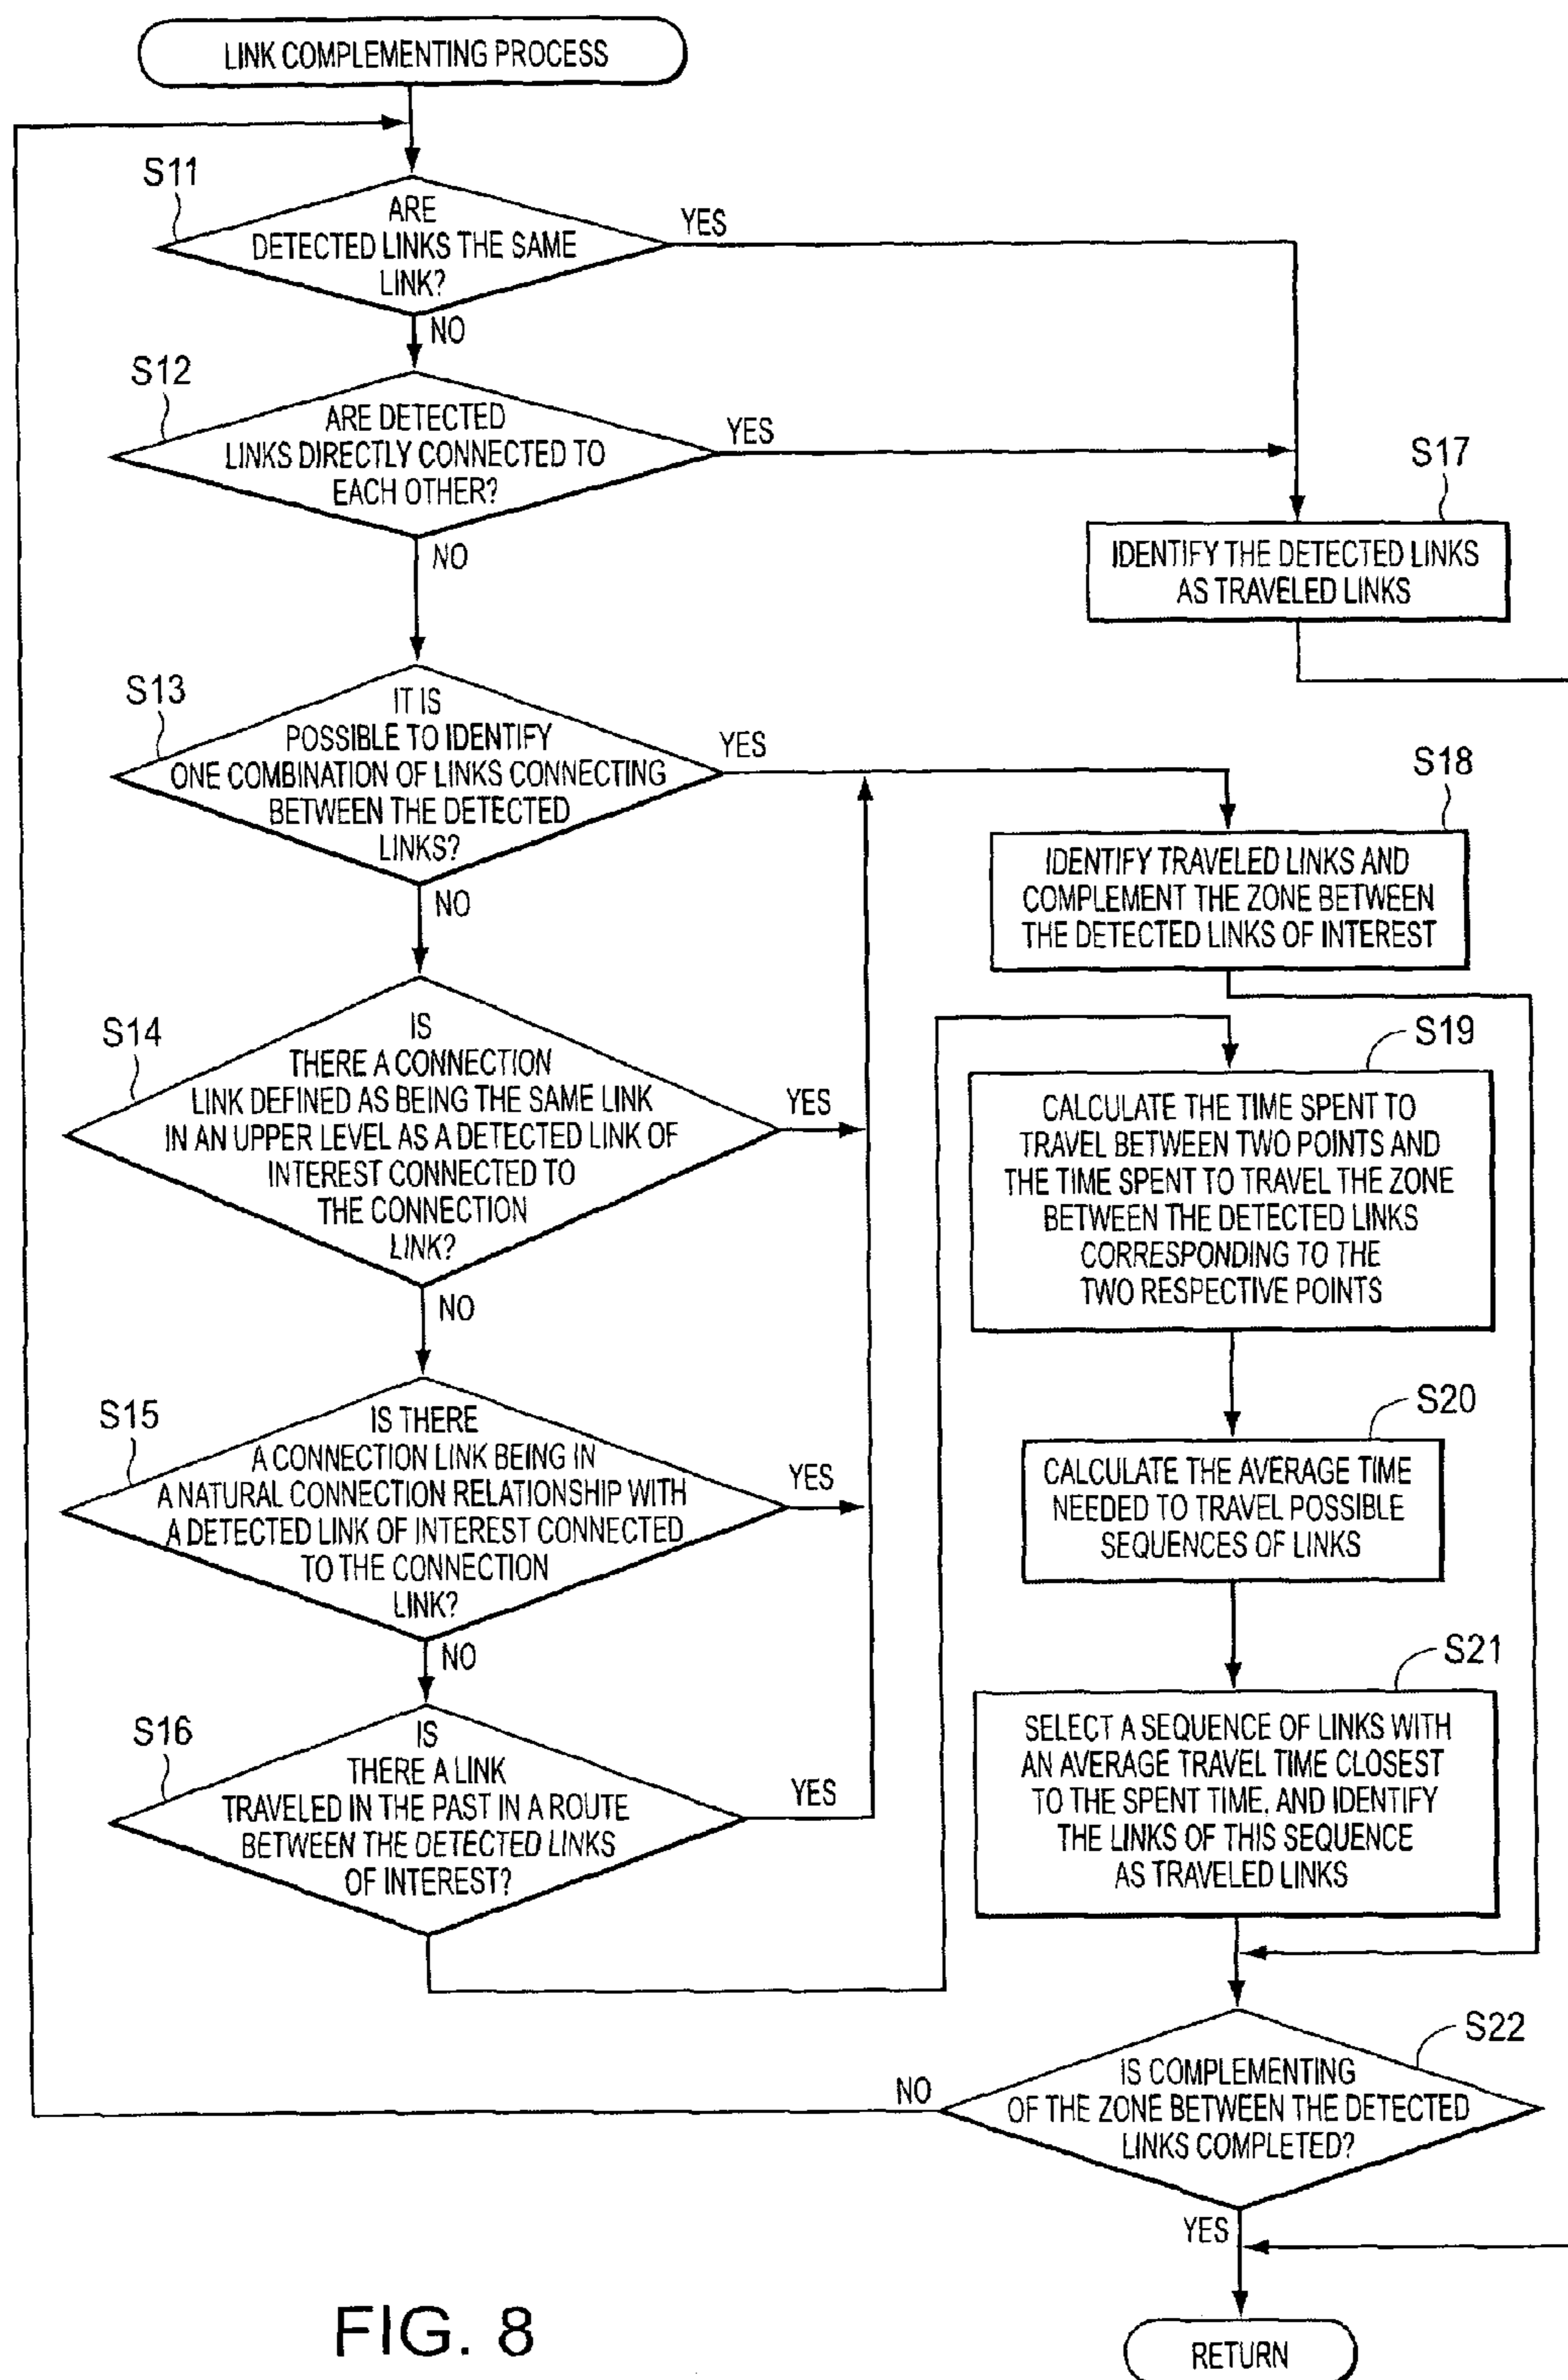 LINK COMPLEMENTING PROCESS
S11
ARE
DETECTED LINKS THE SAME
LINK?
YES
NO
S12
ARE DETECTED
LINKS DIRECTLY CONNECTED TO
EACH OTHER?
YES
NO
S17
IDENTIFY THE DETECTED LINKS
AS TRAVELED LINKS
S13
IT IS
POSSIBLE TO IDENTIFY
ONE COMBINATION OF LINKS CONNECTING
BETWEEN THE DETECTED
LINKS?
YES
NO
S18
IDENTIFY TRAVELED LINKS AND
COMPLEMENT THE ZONE BETWEEN
THE DETECTED LINKS OF INTEREST
S14
IS
THERE A CONNECTION
LINK DEFINED AS BEING THE SAME LINK
IN AN UPPER LEVEL AS A DETECTED LINK OF
INTEREST CONNECTED TO
THE CONNECTION
LINK?
YES
NO
S19
CALCULATE THE TIME SPENT TO
TRAVEL BETWEEN TWO POINTS AND
THE TIME SPENT TO TRAVEL THE ZONE
BETWEEN THE DETECTED LINKS
CORRESPONDING TO THE
TWO RESPECTIVE POINTS
S15
IS THERE
A CONNECTION LINK BEING IN
A NATURAL CONNECTION RELATIONSHIP WITH
A DETECTED LINK OF INTEREST CONNECTED
TO THE CONNECTION
LINK?
YES
NO
S20
CALCULATE THE AVERAGE TIME
NEEDED TO TRAVEL POSSIBLE
SEQUENCES OF LINKS
S16
IS
THERE A LINK
TRAVELED IN THE PAST IN A ROUTE
BETWEEN THE DETECTED LINKS
OF INTEREST?
YES
S21
SELECT A SEQUENCE OF LINKS WITH
AN AVERAGE TRAVEL TIME CLOSEST
TO THE SPENT TIME, AND IDENTIFY
THE LINKS OF THIS SEQUENCE
AS TRAVELED LINKS
S22
IS COMPLEMENTING
OF THE ZONE BETWEEN THE DETECTED
LINKS COMPLETED?
NO
YES
RETURN
FIG. 8